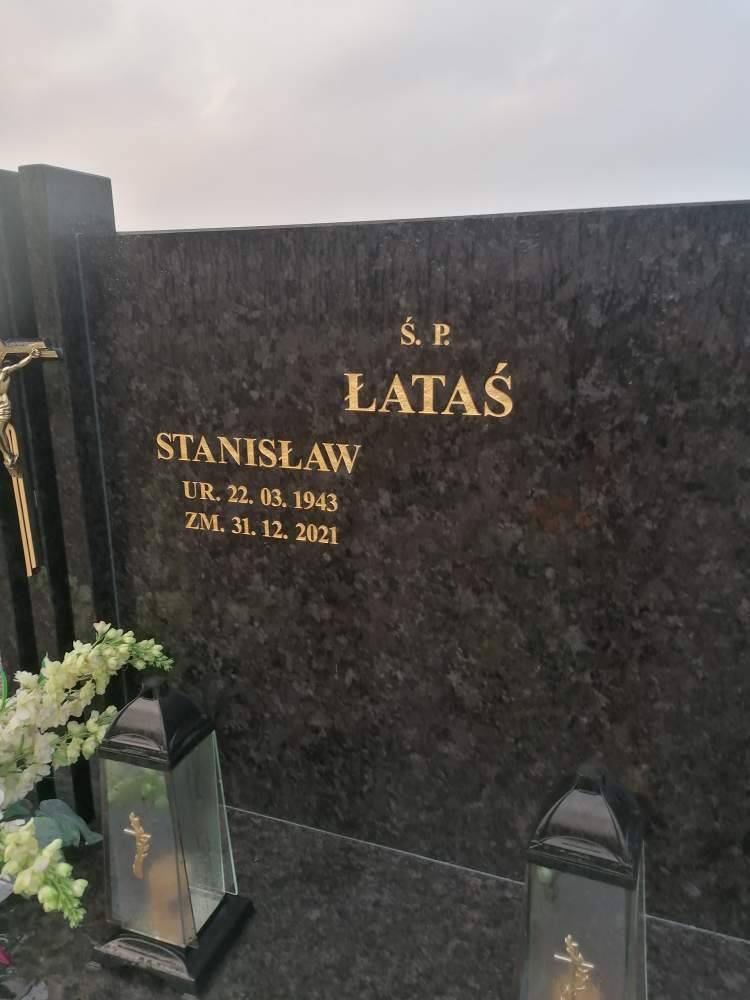 Ś. P.
ŁATAŚ
STANISŁAW
UR. 22. 03. 1943
ZM. 31. 12. 2021